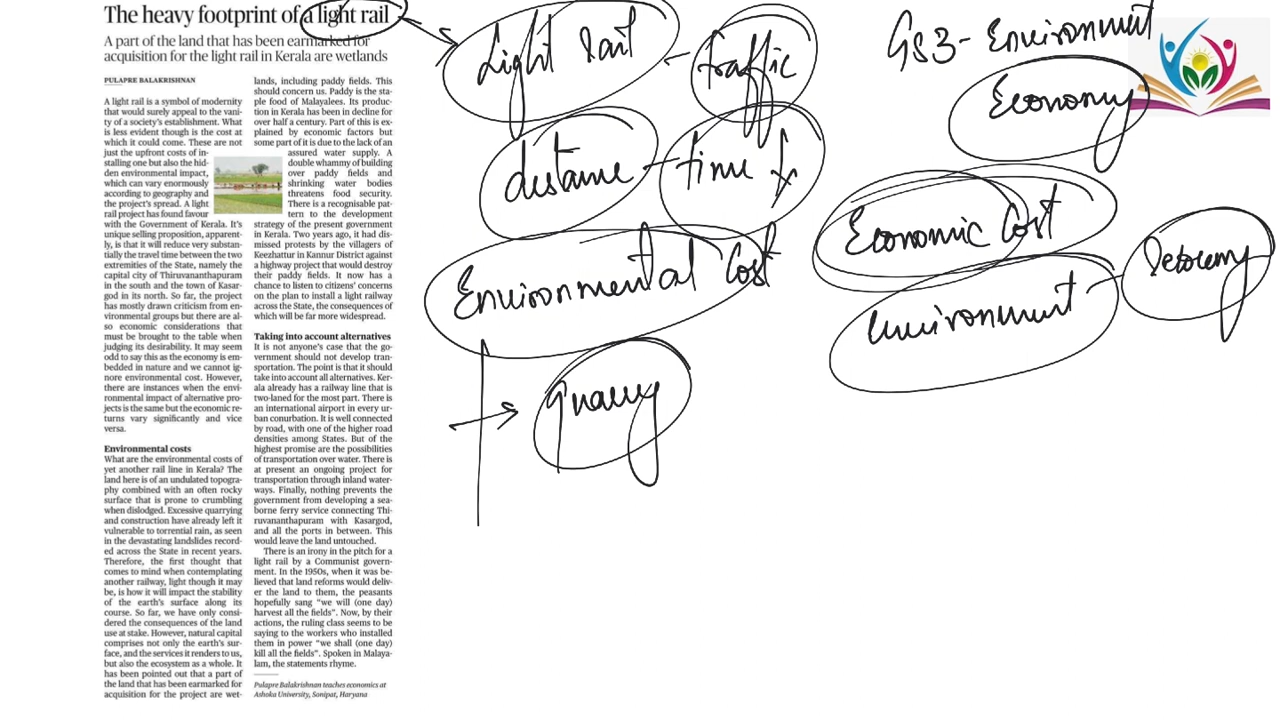 The heavy footprint of a light rail
A part of the land that has been earmarked for
acquisition for the light rail in Kerala are wetlands
PULAPRE BALAKRISHNAN
A light rail is a symbol of modernity
that would surely appeal to the vani-
ty of a society's establishment. What
is less evident though is the cost at
which it could come. These are not
just the upfront costs of in-
stalling one but also the hid-
den environmental impact,
which can vary enormously
according to geography and
the project's spread. A light
rail project has found favour
with the Government of Kerala. It's
unique selling proposition, apparent-
ly, is that it will reduce very substan-
tially the travel time between the two
extremities of the State, namely the
capital city of Thiruvananthapuram
in the south and the town of Kasar-
god in its north. So far, the project
has mostly drawn criticism from en-
vironmental groups but there are al-
so economic considerations that
must be brought to the table when
judging its desirability. It may seem
odd to say this as the economy is em-
bedded in nature and we cannot ig-
nore environmental cost. However,
there are instances when the envi-
ronmental impact of alternative pro-
jects is the same but the economic re-
turns vary significantly and vice
versa.
Environmental costs
What are the environmental costs of
yet another rail line in Kerala? The
land here is of an undulated topogra-
phy combined with an often rocky
surface that is prone to crumbling
when dislodged. Excessive quarrying
and construction have already left it
vulnerable to torrential rain, as seen
in the devastating landslides record-
ed across the State in recent years.
Therefore, the first thought that
comes to mind when contemplating
another railway, light though it may
be, is how it will impact the stability
of the earth's surface along its
course. So far, we have only consi-
dered the consequences of the land
use at stake. However, natural capital
comprises not only the earth's sur-
face, and the services it renders to us,
but also the ecosystem as a whole. It
has been pointed out that a part of
the land that has been earmarked for
acquisition for the project are wet-
lands, including paddy fields. This
should concern us. Paddy is the sta-
ple food of Malayalees. Its produc-
tion in Kerala has been in decline for
over half a century. Part of this is ex-
plained by economic factors but
some part of it is due to the lack of an
assured water supply. A
double whammy of building
over paddy fields and
shrinking water bodies
threatens food security.
There is a recognisable pat-
tern to the development
strategy of the present government
in Kerala. Two years ago, it had dis-
missed protests by the villagers of
Keezhattur in Kannur District against
a highway project that would destroy
their paddy fields. It now has a
chance to listen to citizens' concerns
on the plan to install a light railway
across the State, the consequences of
which will be far more widespread.
Taking into account alternatives
It is not anyone's case that the go-
vernment should not develop tran-
sportation. The point is that it should
take into account all alternatives. Ker-
ala already has a railway line that is
two-laned for the most part. There is
an international airport in every ur-
ban conurbation. It is well connected
by road, with one of the higher road
densities among States. But of the
highest promise are the possibilities
of transportation over water. There is
at present an ongoing project for
transportation through inland water-
ways. Finally, nothing prevents the
government from developing a sea-
borne ferry service connecting Thi-
ruvananthapuram with Kasargod,
and all the ports in between. This
would leave the land untouched.
There is an irony in the pitch for a
light rail by a Communist govern-
ment. In the 1950s, when it was be-
lieved that land reforms would deliv-
er the land to them, the peasants
hopefully sang "we will (one day)
harvest all the fields". Now, by their
actions, the ruling class seems to be
saying to the workers who installed
them in power "we shall (one day)
kill all the fields". Spoken in Malaya-
lam, the statements rhyme.
Pulapre Balakrishnan teaches economics at
Ashoka University, Sonipat, Haryana
Light Rail - traffic
distance - time
Environmental Cost
GS3 - Environment
Economy
Economic Cost
environment -